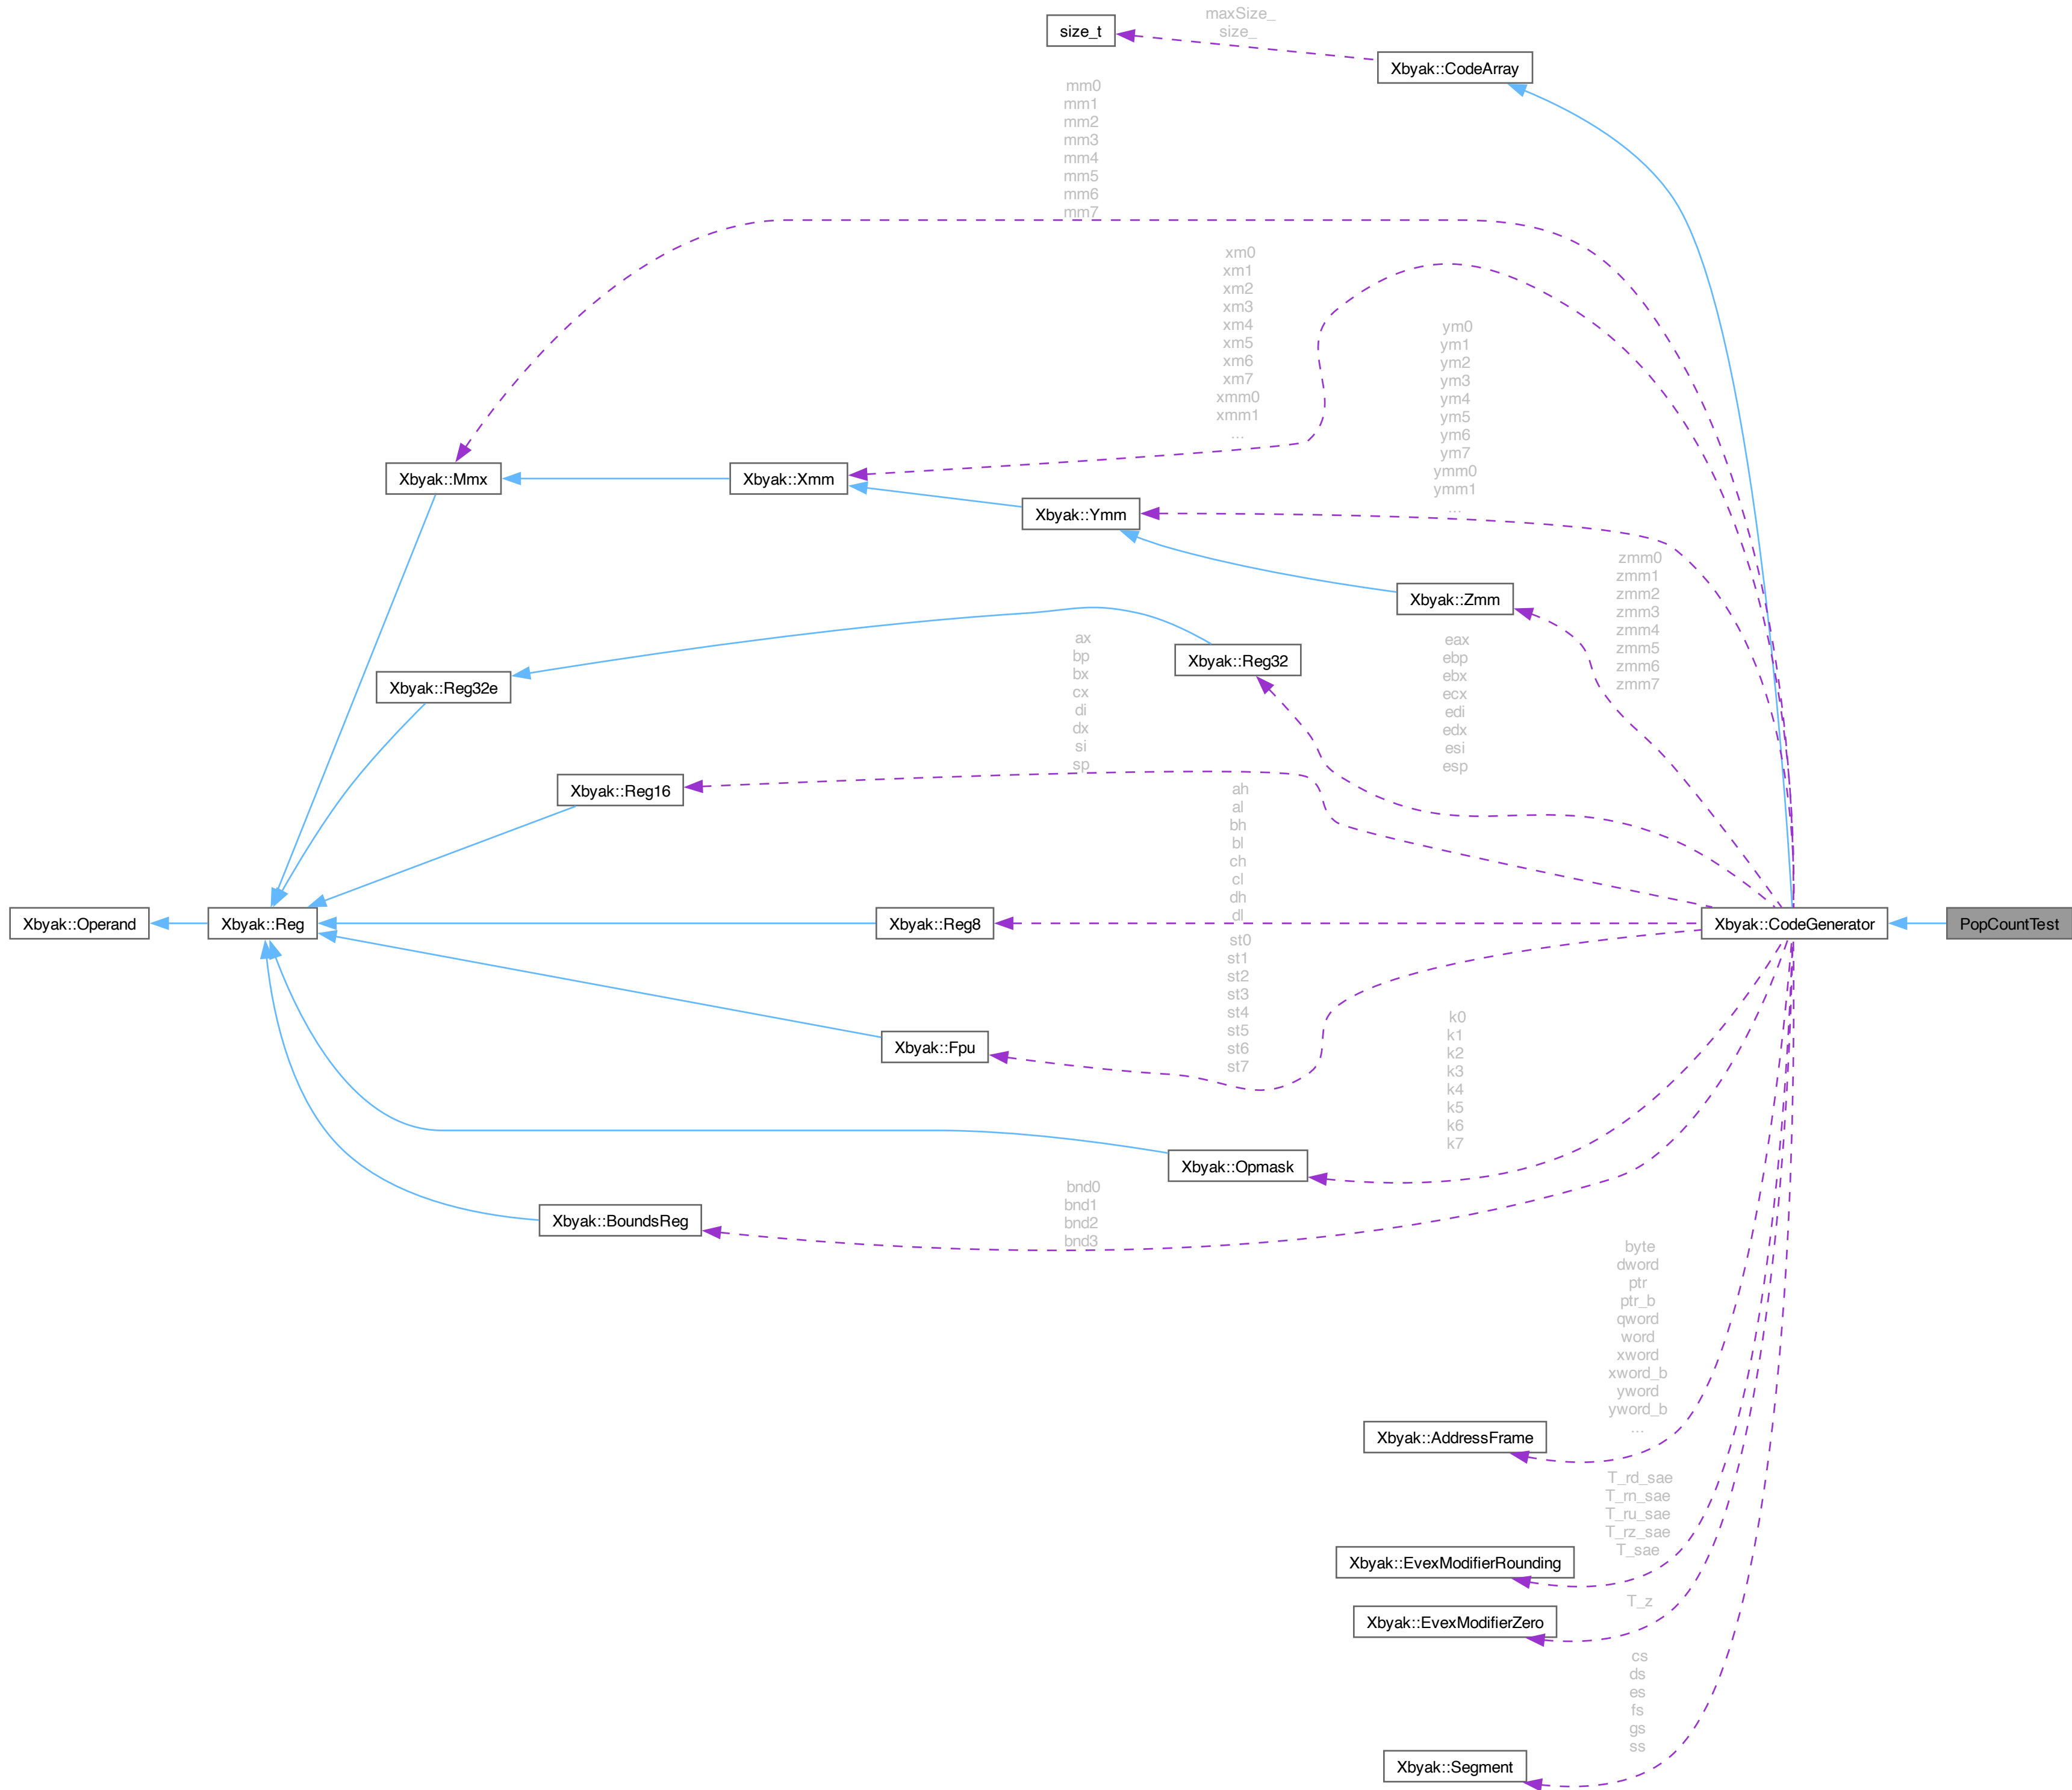 maxSize_
size_
size_t
Xbyak::CodeArray
mm0
mm1
mm2
mm3
mm4
mm5
mm6
mm7
xm0
xm1
xm2
xm3
xm4
xm5
xm6
xm7
xmm0
xmm1
...
ym0
ym1
ym2
ym3
ym4
ym5
ym6
ym7
ymm0
ymm1
...
Xbyak::Mmx
Xbyak::Xmm
Xbyak::Ymm
zmm0
zmm1
zmm2
zmm3
zmm4
zmm5
zmm6
zmm7
Xbyak::Zmm
ax
bp
bx
cx
di
dx
si
sp
Xbyak::Reg32
eax
ebp
ebx
ecx
edi
edx
esi
esp
Xbyak::Reg32e
Xbyak::Reg16
ah
al
bh
bl
ch
cl
dh
dl
Xbyak::Operand
Xbyak::Reg
Xbyak::Reg8
Xbyak::CodeGenerator
PopCountTest
st0
st1
st2
st3
st4
st5
st6
st7
Xbyak::Fpu
k0
k1
k2
k3
k4
k5
k6
k7
Xbyak::Opmask
bnd0
bnd1
bnd2
bnd3
Xbyak::BoundsReg
byte
dword
ptr
ptr_b
qword
word
xword
xword_b
yword
yword_b
...
Xbyak::AddressFrame
T_rd_sae
T_rn_sae
T_ru_sae
T_rz_sae
T_sae
Xbyak::EvexModifierRounding
T_z
Xbyak::EvexModifierZero
cs
ds
es
fs
gs
ss
Xbyak::Segment